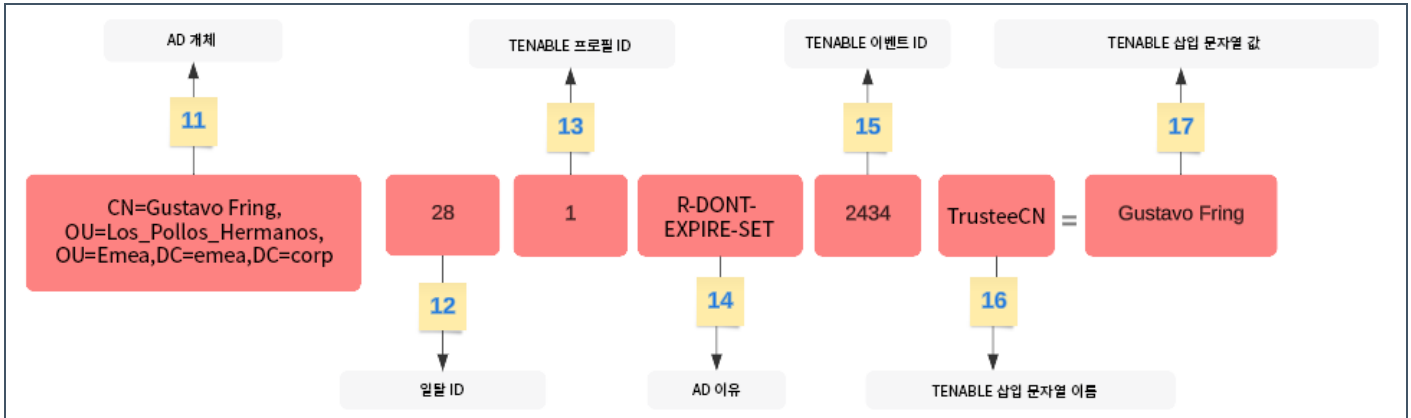 AD 개체
TENABLE 프로필 ID
TENABLE 이벤트 ID
TENABLE 삽입 문자열 값
11
13
15
17
CN=Gustavo Fring,
OU=Los_Pollos_Hermanos,
OU=Emea,DC=emea,DC=corp
28
1
R-DONT-
EXPIRE-SET
2434
TrusteeCN
=
Gustavo Fring
12
14
16
일탈 ID
AD 이유
TENABLE 삽입 문자열 이름